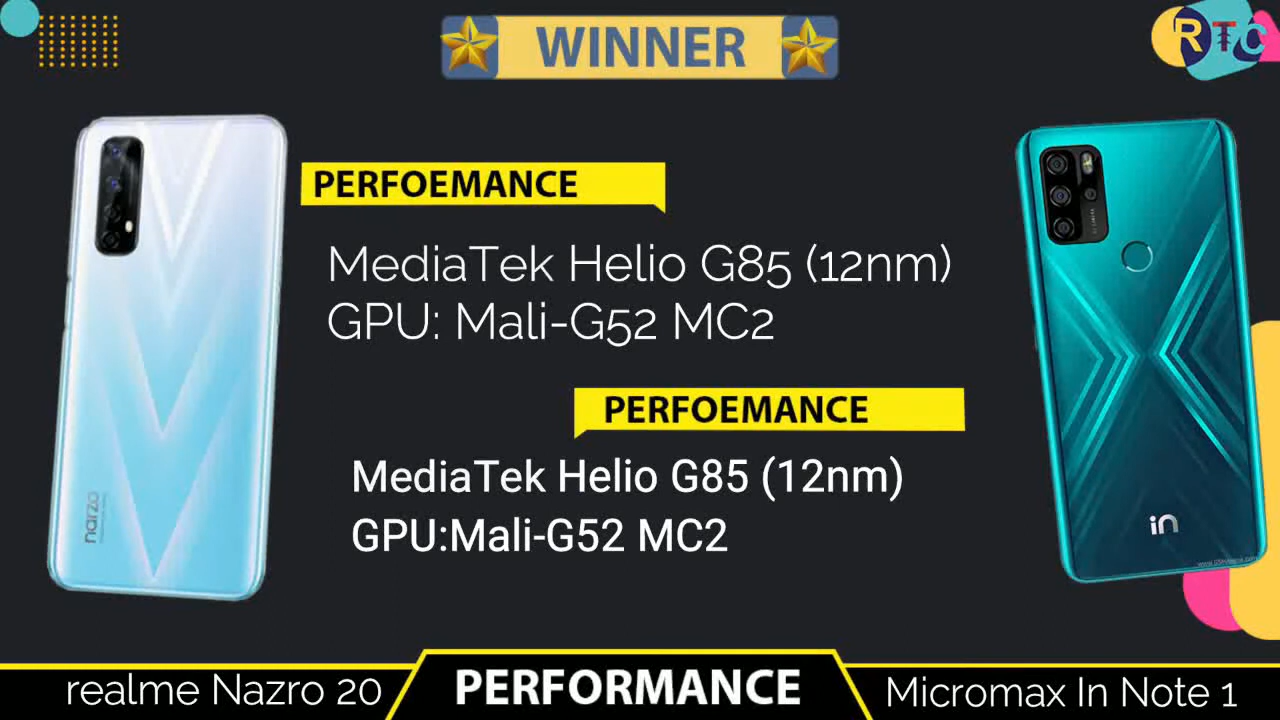 WINNER
RTC
PERFOEMANCE
MediaTek Helio G85 (12nm)
GPU: Mali-G52 MC2
PERFOEMANCE
MediaTek Helio G85 (12nm)
GPU:Mali-G52 MC2
narzo
in
realme Nazro 20
PERFORMANCE
Micromax In Note 1